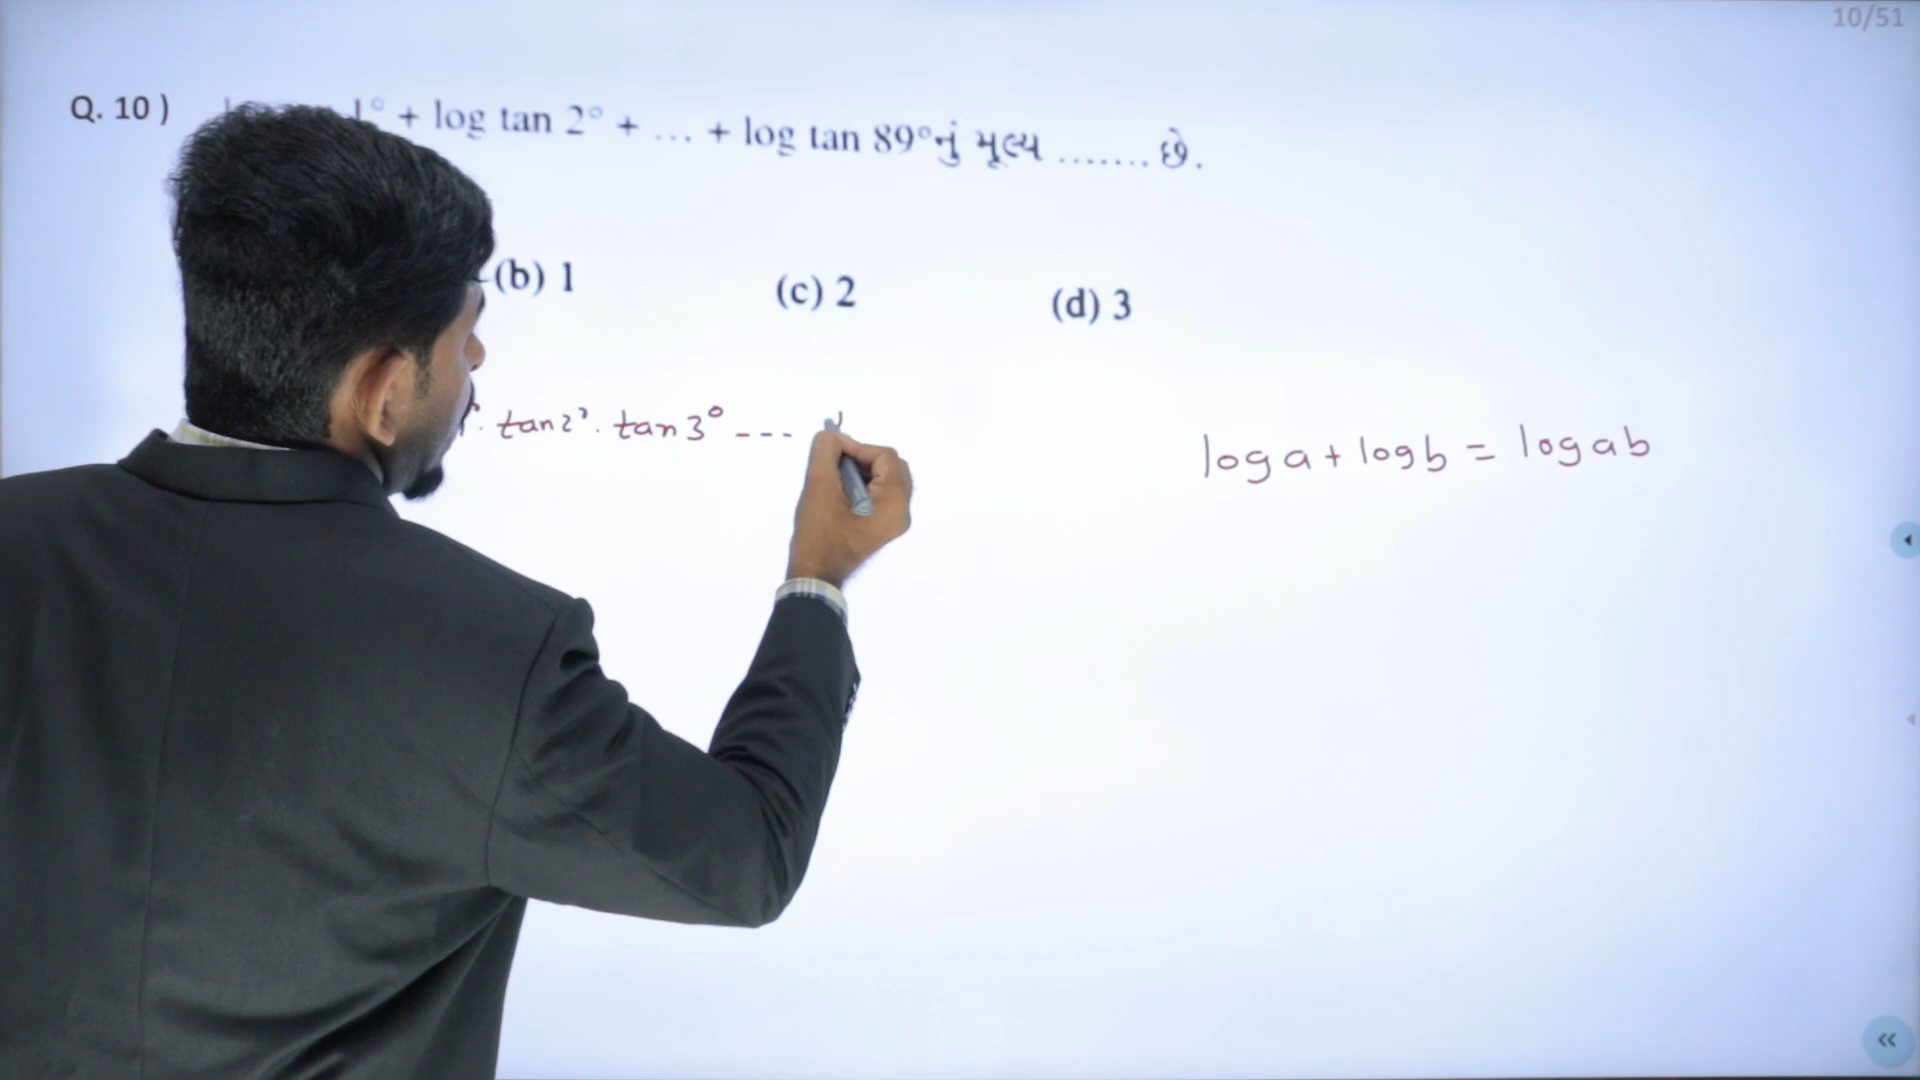 10/51
Q. 10 ) 1° + log tan 2° + ... + log tan 89°નું મૂલ્ય ....... છે.
(b) 1 (c) 2 (d) 3
. tan 2° . tan 3° ----
log a + log b = log ab